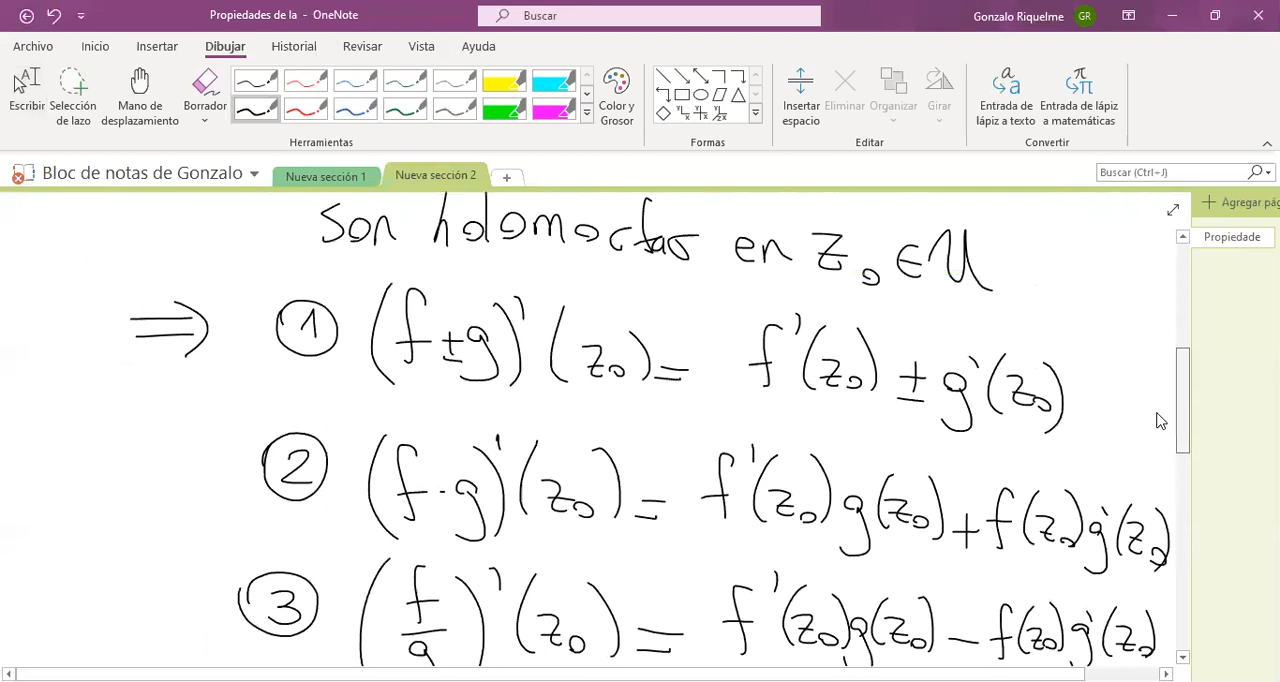 Propiedades de la - OneNote
Buscar
Gonzalo Riquelme GR
Archivo Inicio Insertar Dibujar Historial Revisar Vista Ayuda
Escribir Selección de lazo Mano de desplazamiento Borrador Color y Grosor Insertar espacio Eliminar Organizar Girar Entrada de lápiz a texto Entrada de lápiz a matemáticas
Herramientas Formas Editar Convertir
Bloc de notas de Gonzalo Nueva sección 1 Nueva sección 2 Buscar (Ctrl+J)
Agregar pág
Propiedade
son holomorfas en z₀ ∈ U
⟹ ① (f ± g)'(z₀) = f'(z₀) ± g'(z₀)
② (f · g)'(z₀) = f'(z₀)g(z₀) + f(z₀)g'(z₀)
③ (f/g)'(z₀) = f'(z₀)g(z₀) − f(z₀)g'(z₀)